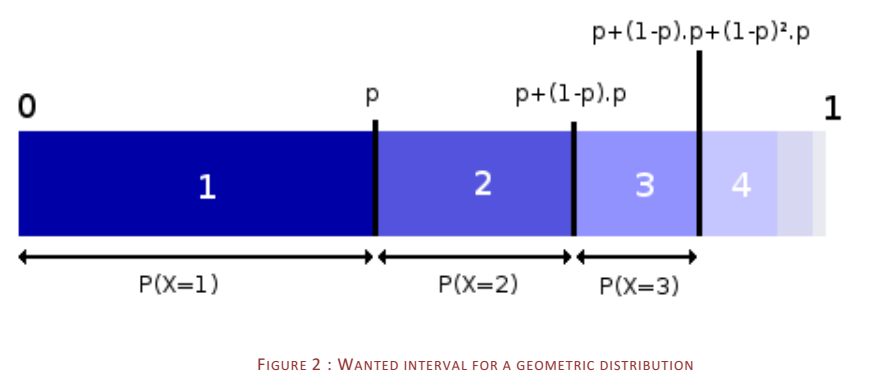 p+(1-p).p+(1-p)².p
p
p+(1-p).p
0
1
1
2
3
4
P(X=1)
P(X=2)
P(X=3)
FIGURE 2 : WANTED INTERVAL FOR A GEOMETRIC DISTRIBUTION